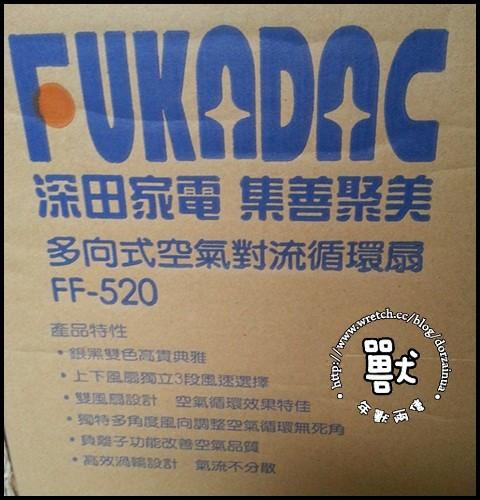 FUKADAC
深田家電 集善聚美
多向式空氣對流循環扇
FF-520
產品特性
•銀黑雙色高貴典雅
•上下風扇獨立3段風速選擇
•雙風扇設計 空氣循環效果特佳
•獨特多角度風向調整空氣循環無死角
•負離子功能改善空氣品質
•高效渦輪設計 氣流不分散
http://www.wretch.cc/blog/dorzainua
獸